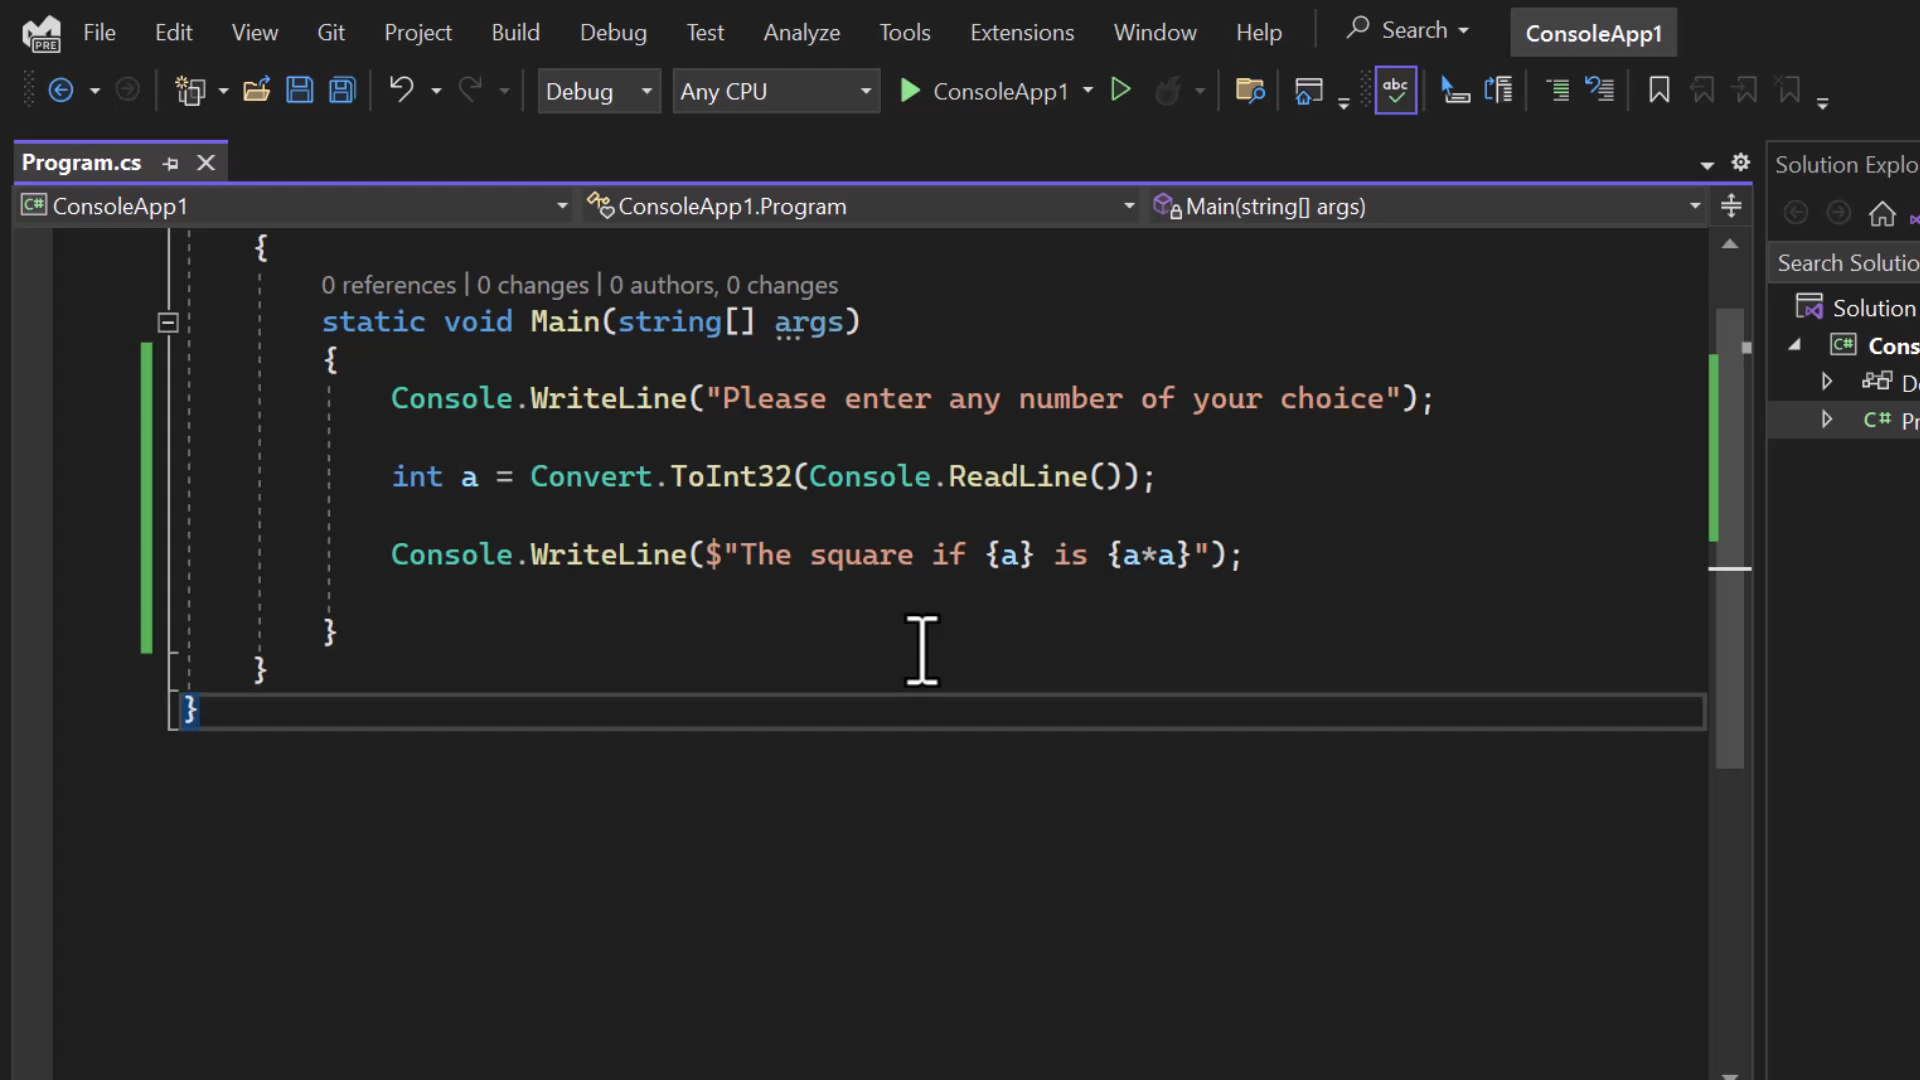 File Edit View Git Project Build Debug Test Analyze Tools Extensions Window Help Search ConsoleApp1
PRE
Debug Any CPU ConsoleApp1 abc
Program.cs
Solution Explo
C# ConsoleApp1 ConsoleApp1.Program Main(string[] args)
{
0 references | 0 changes | 0 authors, 0 changes
static void Main(string[] args)
{
Console.WriteLine("Please enter any number of your choice");
int a = Convert.ToInt32(Console.ReadLine());
Console.WriteLine($"The square if {a} is {a*a}");
}
}
}
Search Solutio
Solution
C# Cons
D
C# Pr